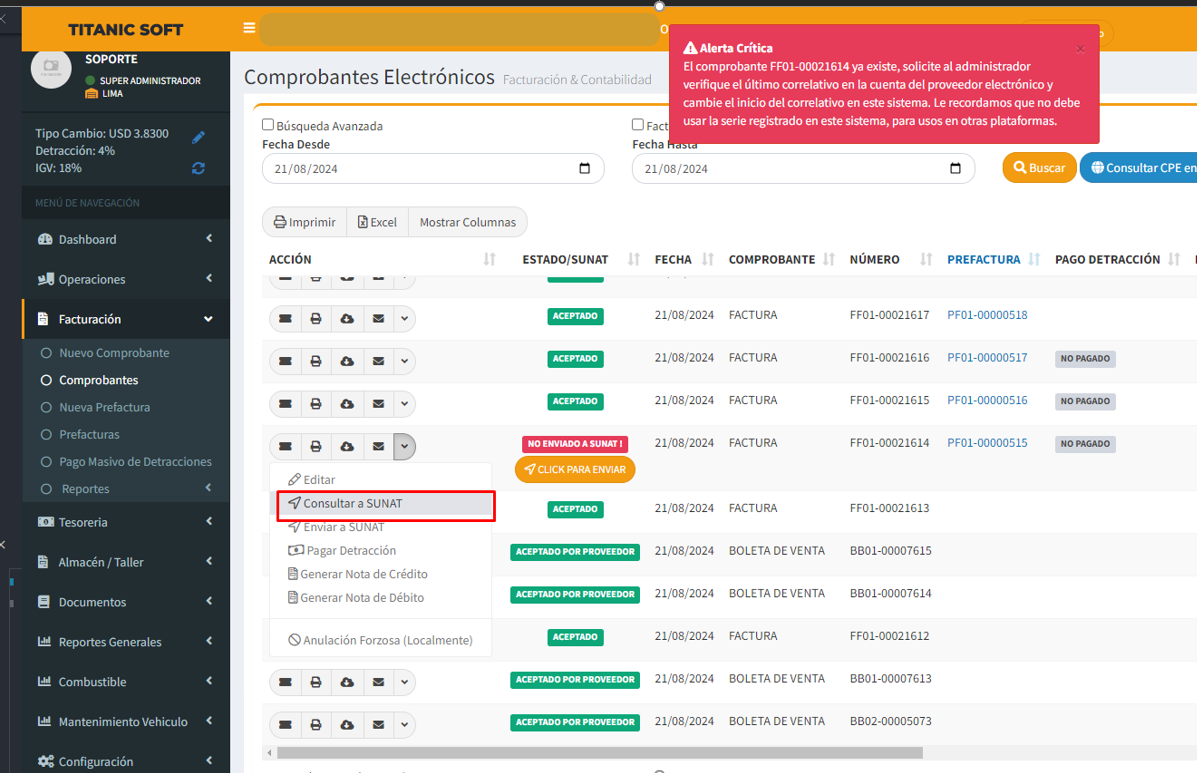 TITANIC SOFT
SOPORTE
SUPER ADMINISTRADOR
LIMA
Tipo Cambio: USD 3.8300
Detracción: 4%
IGV: 18%
MENÚ DE NAVEGACIÓN
Dashboard
Operaciones
Facturación
Nuevo Comprobante
Comprobantes
Nueva Prefactura
Prefacturas
Pago Masivo de Detracciones
Reportes
Tesoreria
Almacén / Taller
Documentos
Reportes Generales
Combustible
Mantenimiento Vehiculo
Configuración
Alerta Crítica
×
El comprobante FF01-00021614 ya existe, solicite al administrador
verifique el último correlativo en la cuenta del proveedor electrónico y
cambie el inicio del correlativo en este sistema. Le recordamos que no debe
usar la serie registrado en este sistema, para usos en otras plataformas.
Comprobantes Electrónicos Facturación & Contabilidad
Búsqueda Avanzada
Fact
Fecha Desde
Fecha Hasta
21/08/2024
21/08/2024
Buscar
Consultar CPE en
Imprimir
Excel
Mostrar Columnas
ACCIÓN ESTADO/SUNAT FECHA COMPROBANTE NÚMERO PREFACTURA PAGO DETRACCIÓN
ACEPTADO 21/08/2024 FACTURA FF01-00021617 PF01-00000518
ACEPTADO 21/08/2024 FACTURA FF01-00021616 PF01-00000517 NO PAGADO
ACEPTADO 21/08/2024 FACTURA FF01-00021615 PF01-00000516 NO PAGADO
NO ENVIADO A SUNAT ! 21/08/2024 FACTURA FF01-00021614 PF01-00000515 NO PAGADO
CLICK PARA ENVIAR
Editar
Consultar a SUNAT
Enviar a SUNAT
Pagar Detracción
Generar Nota de Crédito
Generar Nota de Débito
Anulación Forzosa (Localmente)
ACEPTADO 21/08/2024 FACTURA FF01-00021613
ACEPTADO POR PROVEEDOR 21/08/2024 BOLETA DE VENTA BB01-00007615
ACEPTADO POR PROVEEDOR 21/08/2024 BOLETA DE VENTA BB01-00007614
ACEPTADO 21/08/2024 FACTURA FF01-00021612
ACEPTADO POR PROVEEDOR 21/08/2024 BOLETA DE VENTA BB01-00007613
ACEPTADO POR PROVEEDOR 21/08/2024 BOLETA DE VENTA BB02-00005073